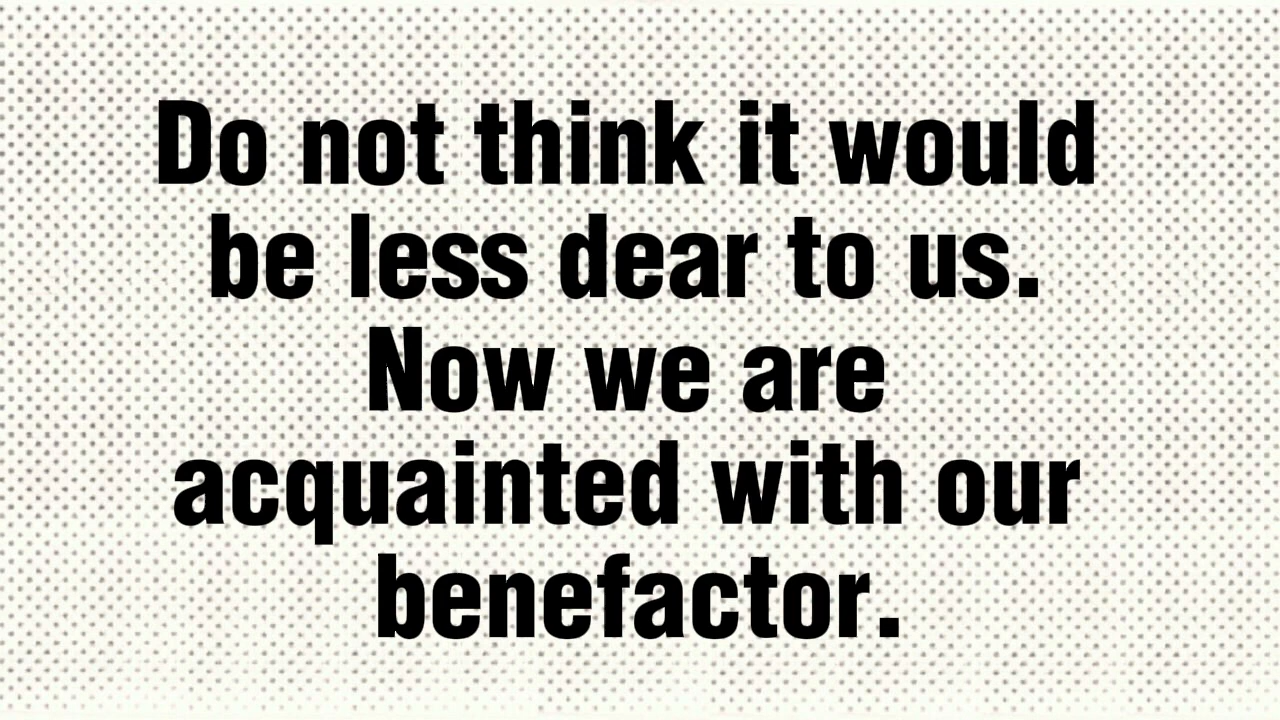 Do not think it would
be less dear to us.
Now we are
acquainted with our
benefactor.